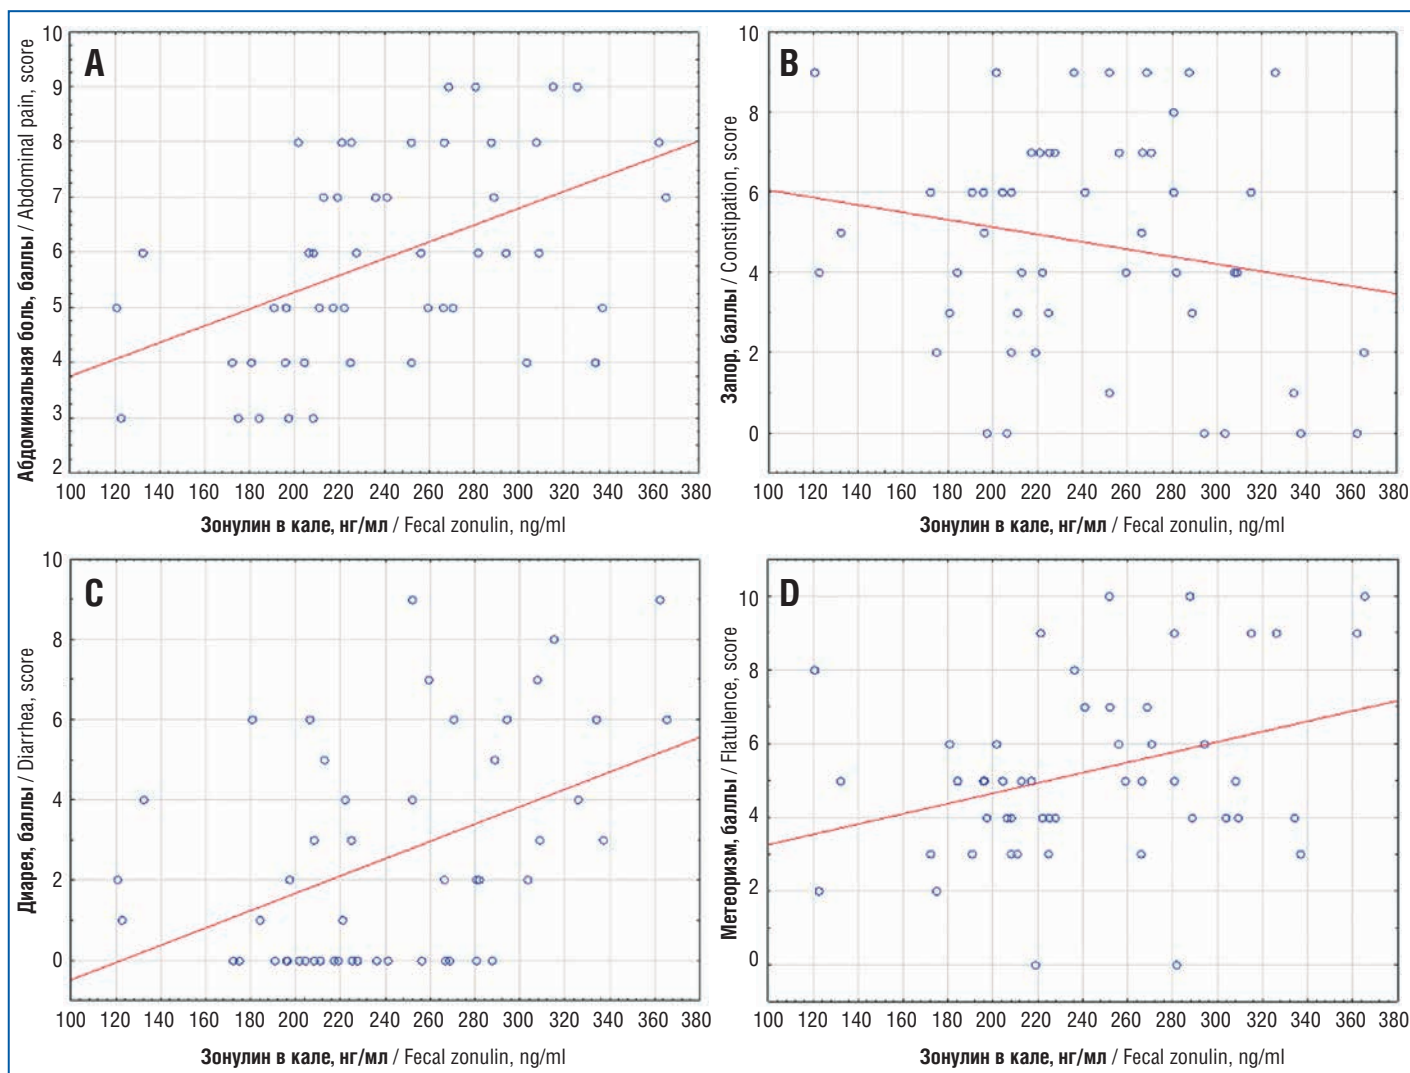 A
Абдоминальная боль, баллы / Abdominal pain, score
10
9
8
7
6
5
4
3
2
100 120 140 160 180 200 220 240 260 280 300 320 340 360 380
Зонулин в кале, нг/мл / Fecal zonulin, ng/ml
B
Запор, баллы / Constipation, score
10
8
6
4
2
0
100 120 140 160 180 200 220 240 260 280 300 320 340 360 380
Зонулин в кале, нг/мл / Fecal zonulin, ng/ml
C
Диарея, баллы / Diarrhea, score
10
8
6
4
2
0
100 120 140 160 180 200 220 240 260 280 300 320 340 360 380
Зонулин в кале, нг/мл / Fecal zonulin, ng/ml
D
Метеоризм, баллы / Flatulence, score
10
8
6
4
2
0
100 120 140 160 180 200 220 240 260 280 300 320 340 360 380
Зонулин в кале, нг/мл / Fecal zonulin, ng/ml